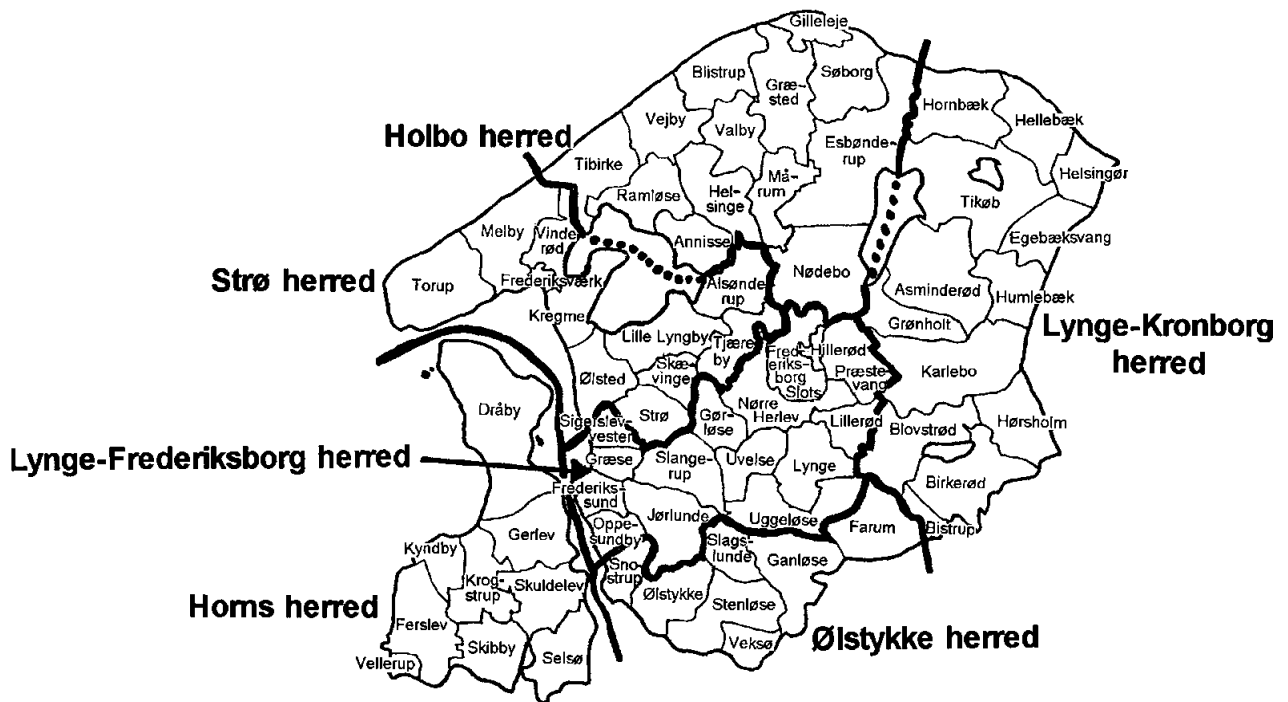 Gilleleje
Blistrup
Søborg
Græ-
sted
Hornbæk
Hellebæk
Holbo herred
Vejby
Valby
Esbønde-
rup
Tibirke
Må-
rum
Helsingør
Ramløse
Hel-
singe
Tikøb
Melby
Vinde-
rød
Annisse
Egebæksvang
Strø herred
Torup
Frederiksværk
Alsønde-
rup
Nødebo
Asminderød
Humlebæk
Kregme
Grønholt
Lynge-Kronborg
herred
Lille Lyngby
Tjære-
by
Fred-
eriks-
borg
Slots
Hillerød
Præste-
vang
Karlebo
Ølsted
Skæ-
vinge
Dråby
Sigerslev-
vester
Strø
Gør-
løse
Nørre
Herlev
Lillerød
Blovstrød
Hørsholm
Lynge-Frederiksborg herred
Græse
Slange-
rup
Uvelse
Lynge
Birkerød
Frederiks-
sund
Jørlunde
Uggeløse
Farum
Bistrup
Gerlev
Oppe-
sundby
Slags-
lunde
Ganløse
Kyndby
Sno-
strup
Krog-
strup
Skuldelev
Ølstykke
Stenløse
Horns herred
Ferslev
Skibby
Selsø
Veksø
Ølstykke herred
Vellerup